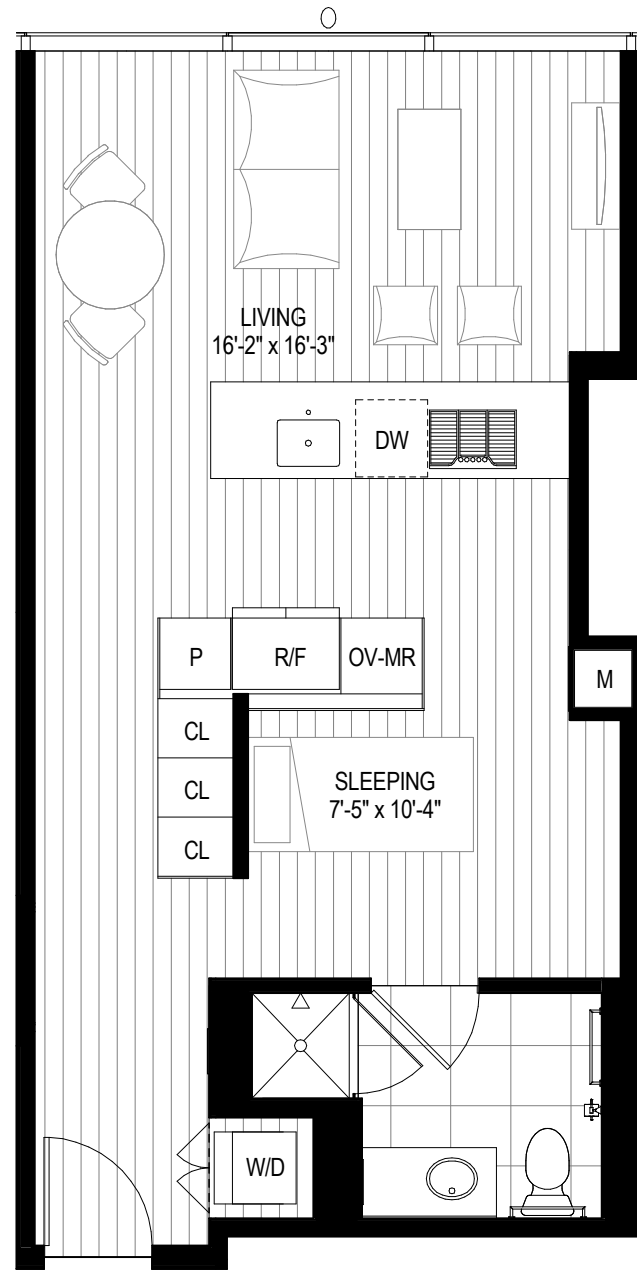 LIVING
16'-2" x 16'-3"
DW
P
R/F
OV-MR
M
CL
CL
CL
SLEEPING
7'-5" x 10'-4"
W/D